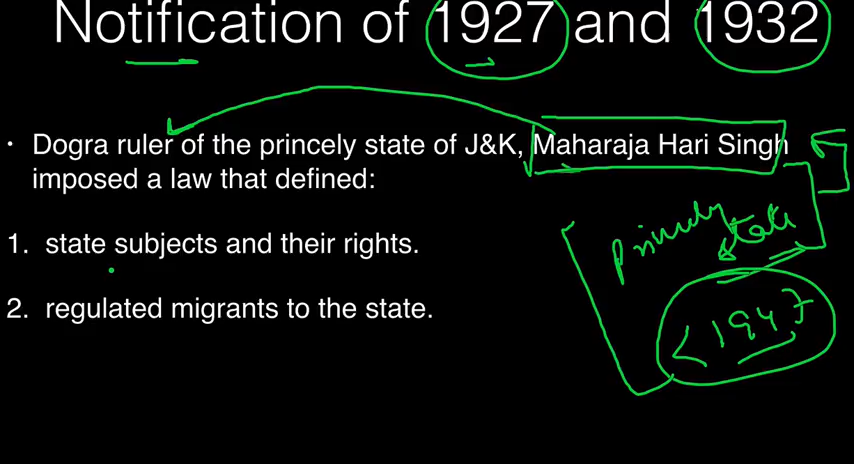 Notification of 1927 and 1932
• Dogra ruler of the princely state of J&K, Maharaja Hari Singh
imposed a law that defined:
1. state subjects and their rights.
princely
state
2. regulated migrants to the state.
<1947